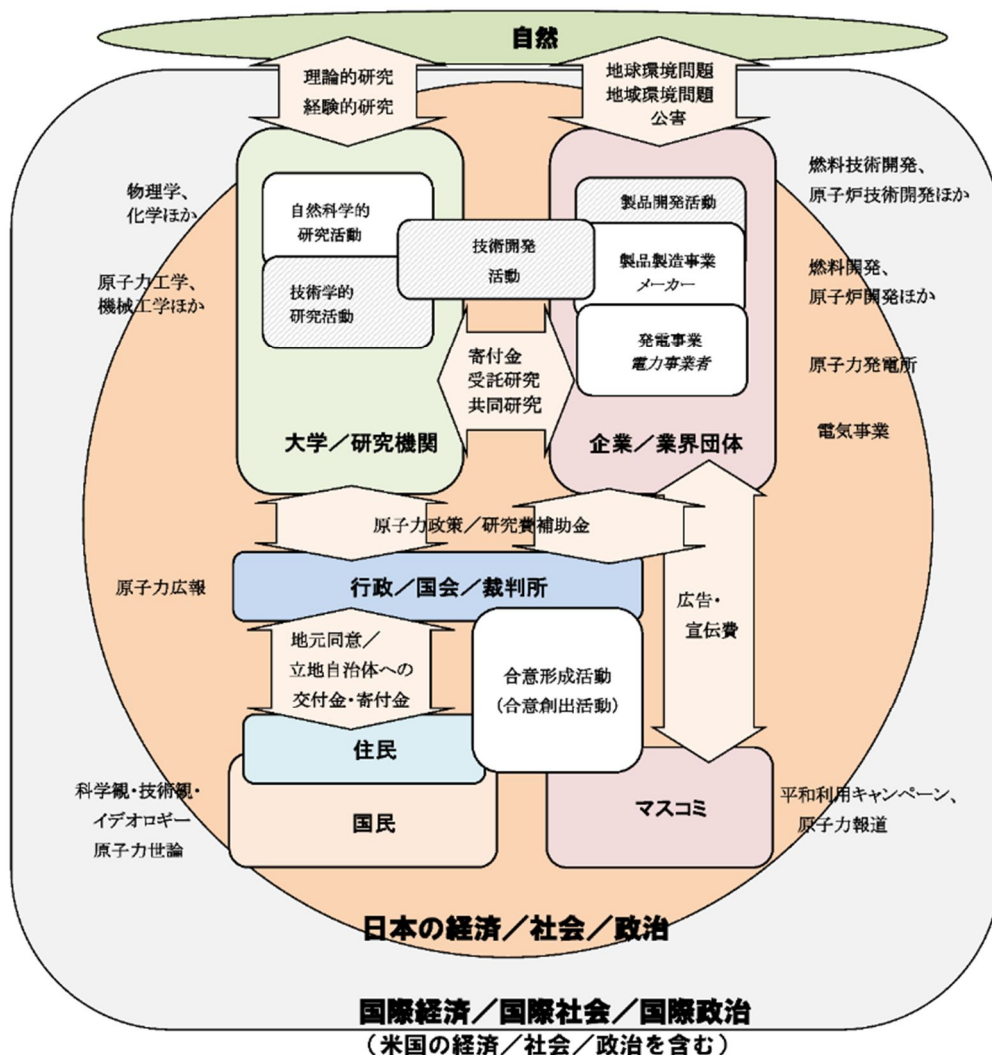 自然
理論的研究
経験的研究
地球環境問題
地域環境問題
公害
物理学、
化学ほか
自然科学的
研究活動
原子力工学、
機械工学ほか
技術学的
研究活動
技術開発
活動
製品開発活動
製品製造事業
メーカー
発電事業
電力事業者
燃料技術開発、
原子炉技術開発ほか
燃料開発、
原子炉開発ほか
原子力発電所
電気事業
寄付金
受託研究
共同研究
大学／研究機関
企業／業界団体
原子力政策／研究費補助金
原子力広報
行政／国会／裁判所
広告・
宣伝費
地元同意／
立地自治体への
交付金・寄付金
合意形成活動
（合意創出活動）
住民
国民
マスコミ
科学観・技術観・
イデオロギー
原子力世論
平和利用キャンペーン、
原子力報道
日本の経済／社会／政治
国際経済／国際社会／国際政治
（米国の経済／社会／政治を含む）